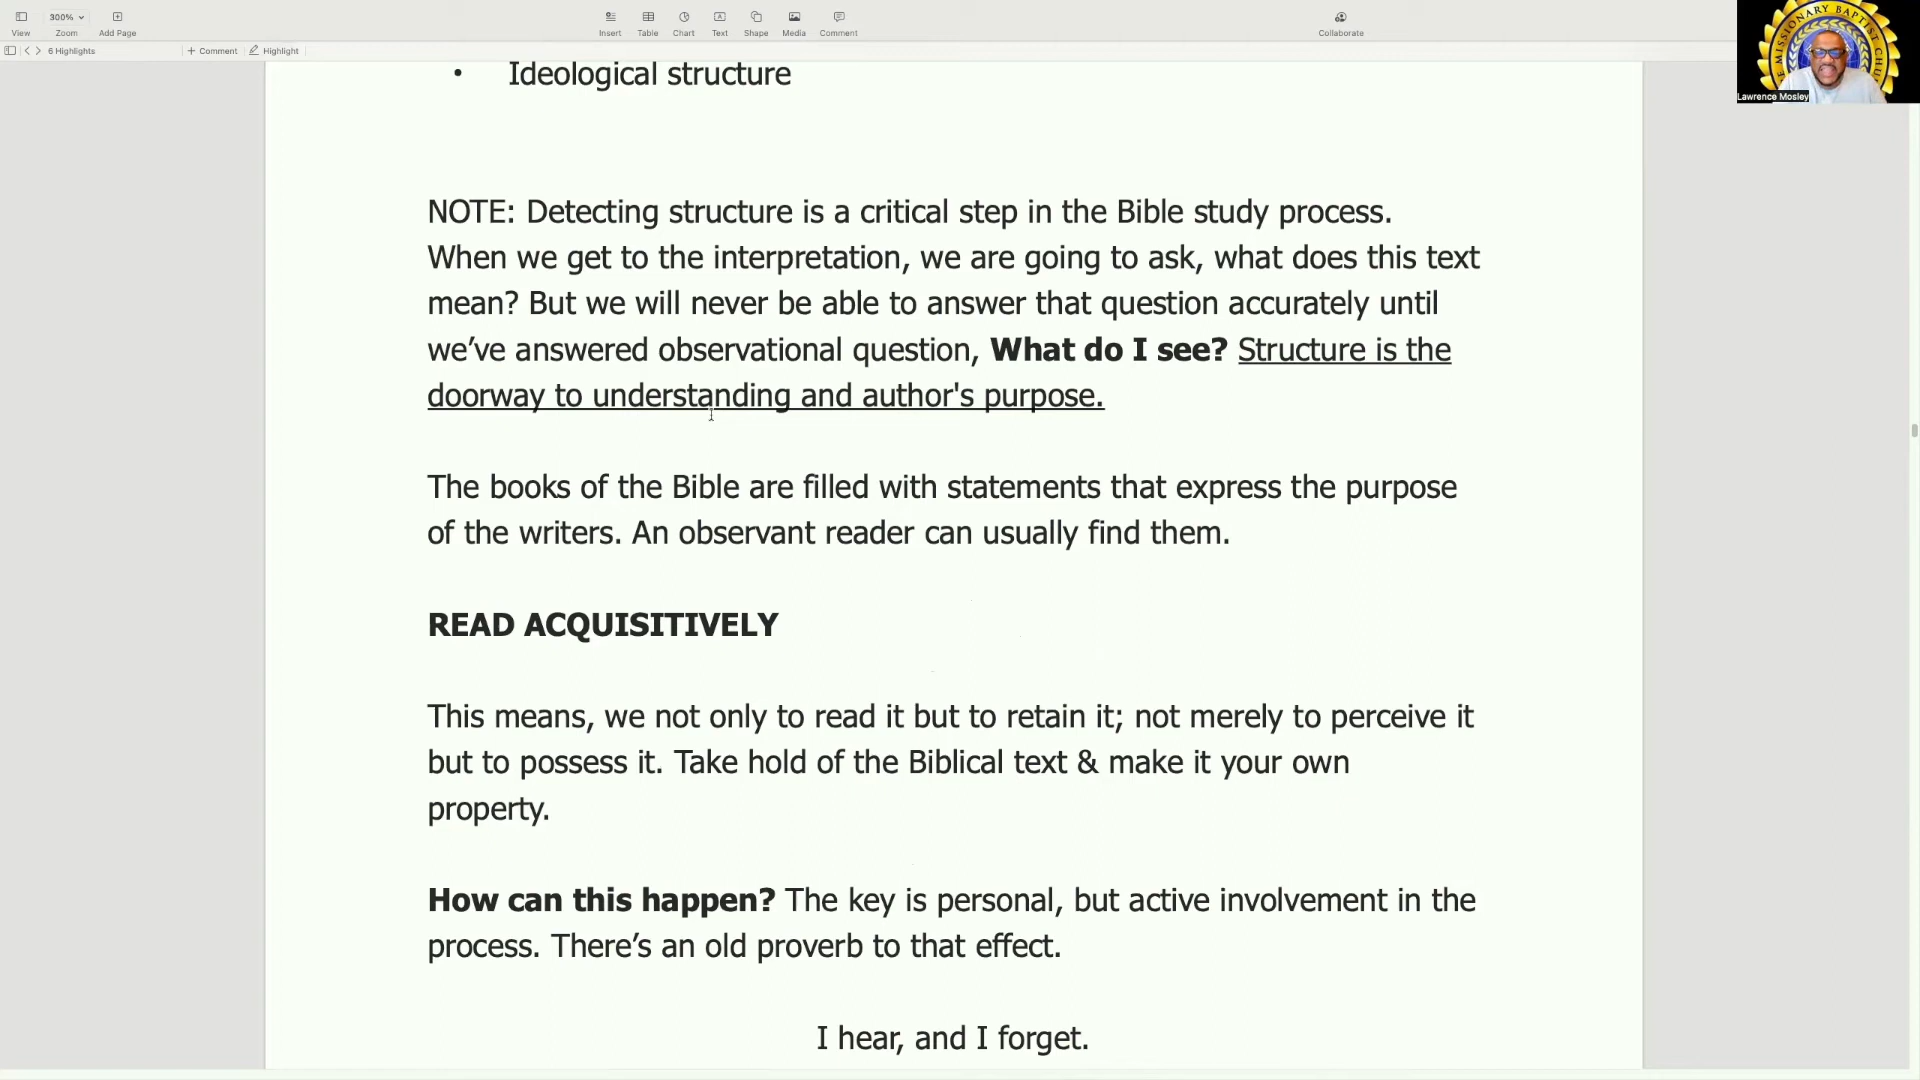 300%
View
Zoom
Add Page
Insert
Table
Chart
Text
Shape
Media
Comment
Collaborate
6 Highlights
+ Comment
Highlight
MISSIONARY BAPTIST
Lawrence Mosley
• Ideological structure
NOTE: Detecting structure is a critical step in the Bible study process.
When we get to the interpretation, we are going to ask, what does this text
mean? But we will never be able to answer that question accurately until
we’ve answered observational question, What do I see? Structure is the
doorway to understanding and author's purpose.
The books of the Bible are filled with statements that express the purpose
of the writers. An observant reader can usually find them.
READ ACQUISITIVELY
This means, we not only to read it but to retain it; not merely to perceive it
but to possess it. Take hold of the Biblical text & make it your own
property.
How can this happen? The key is personal, but active involvement in the
process. There’s an old proverb to that effect.
I hear, and I forget.